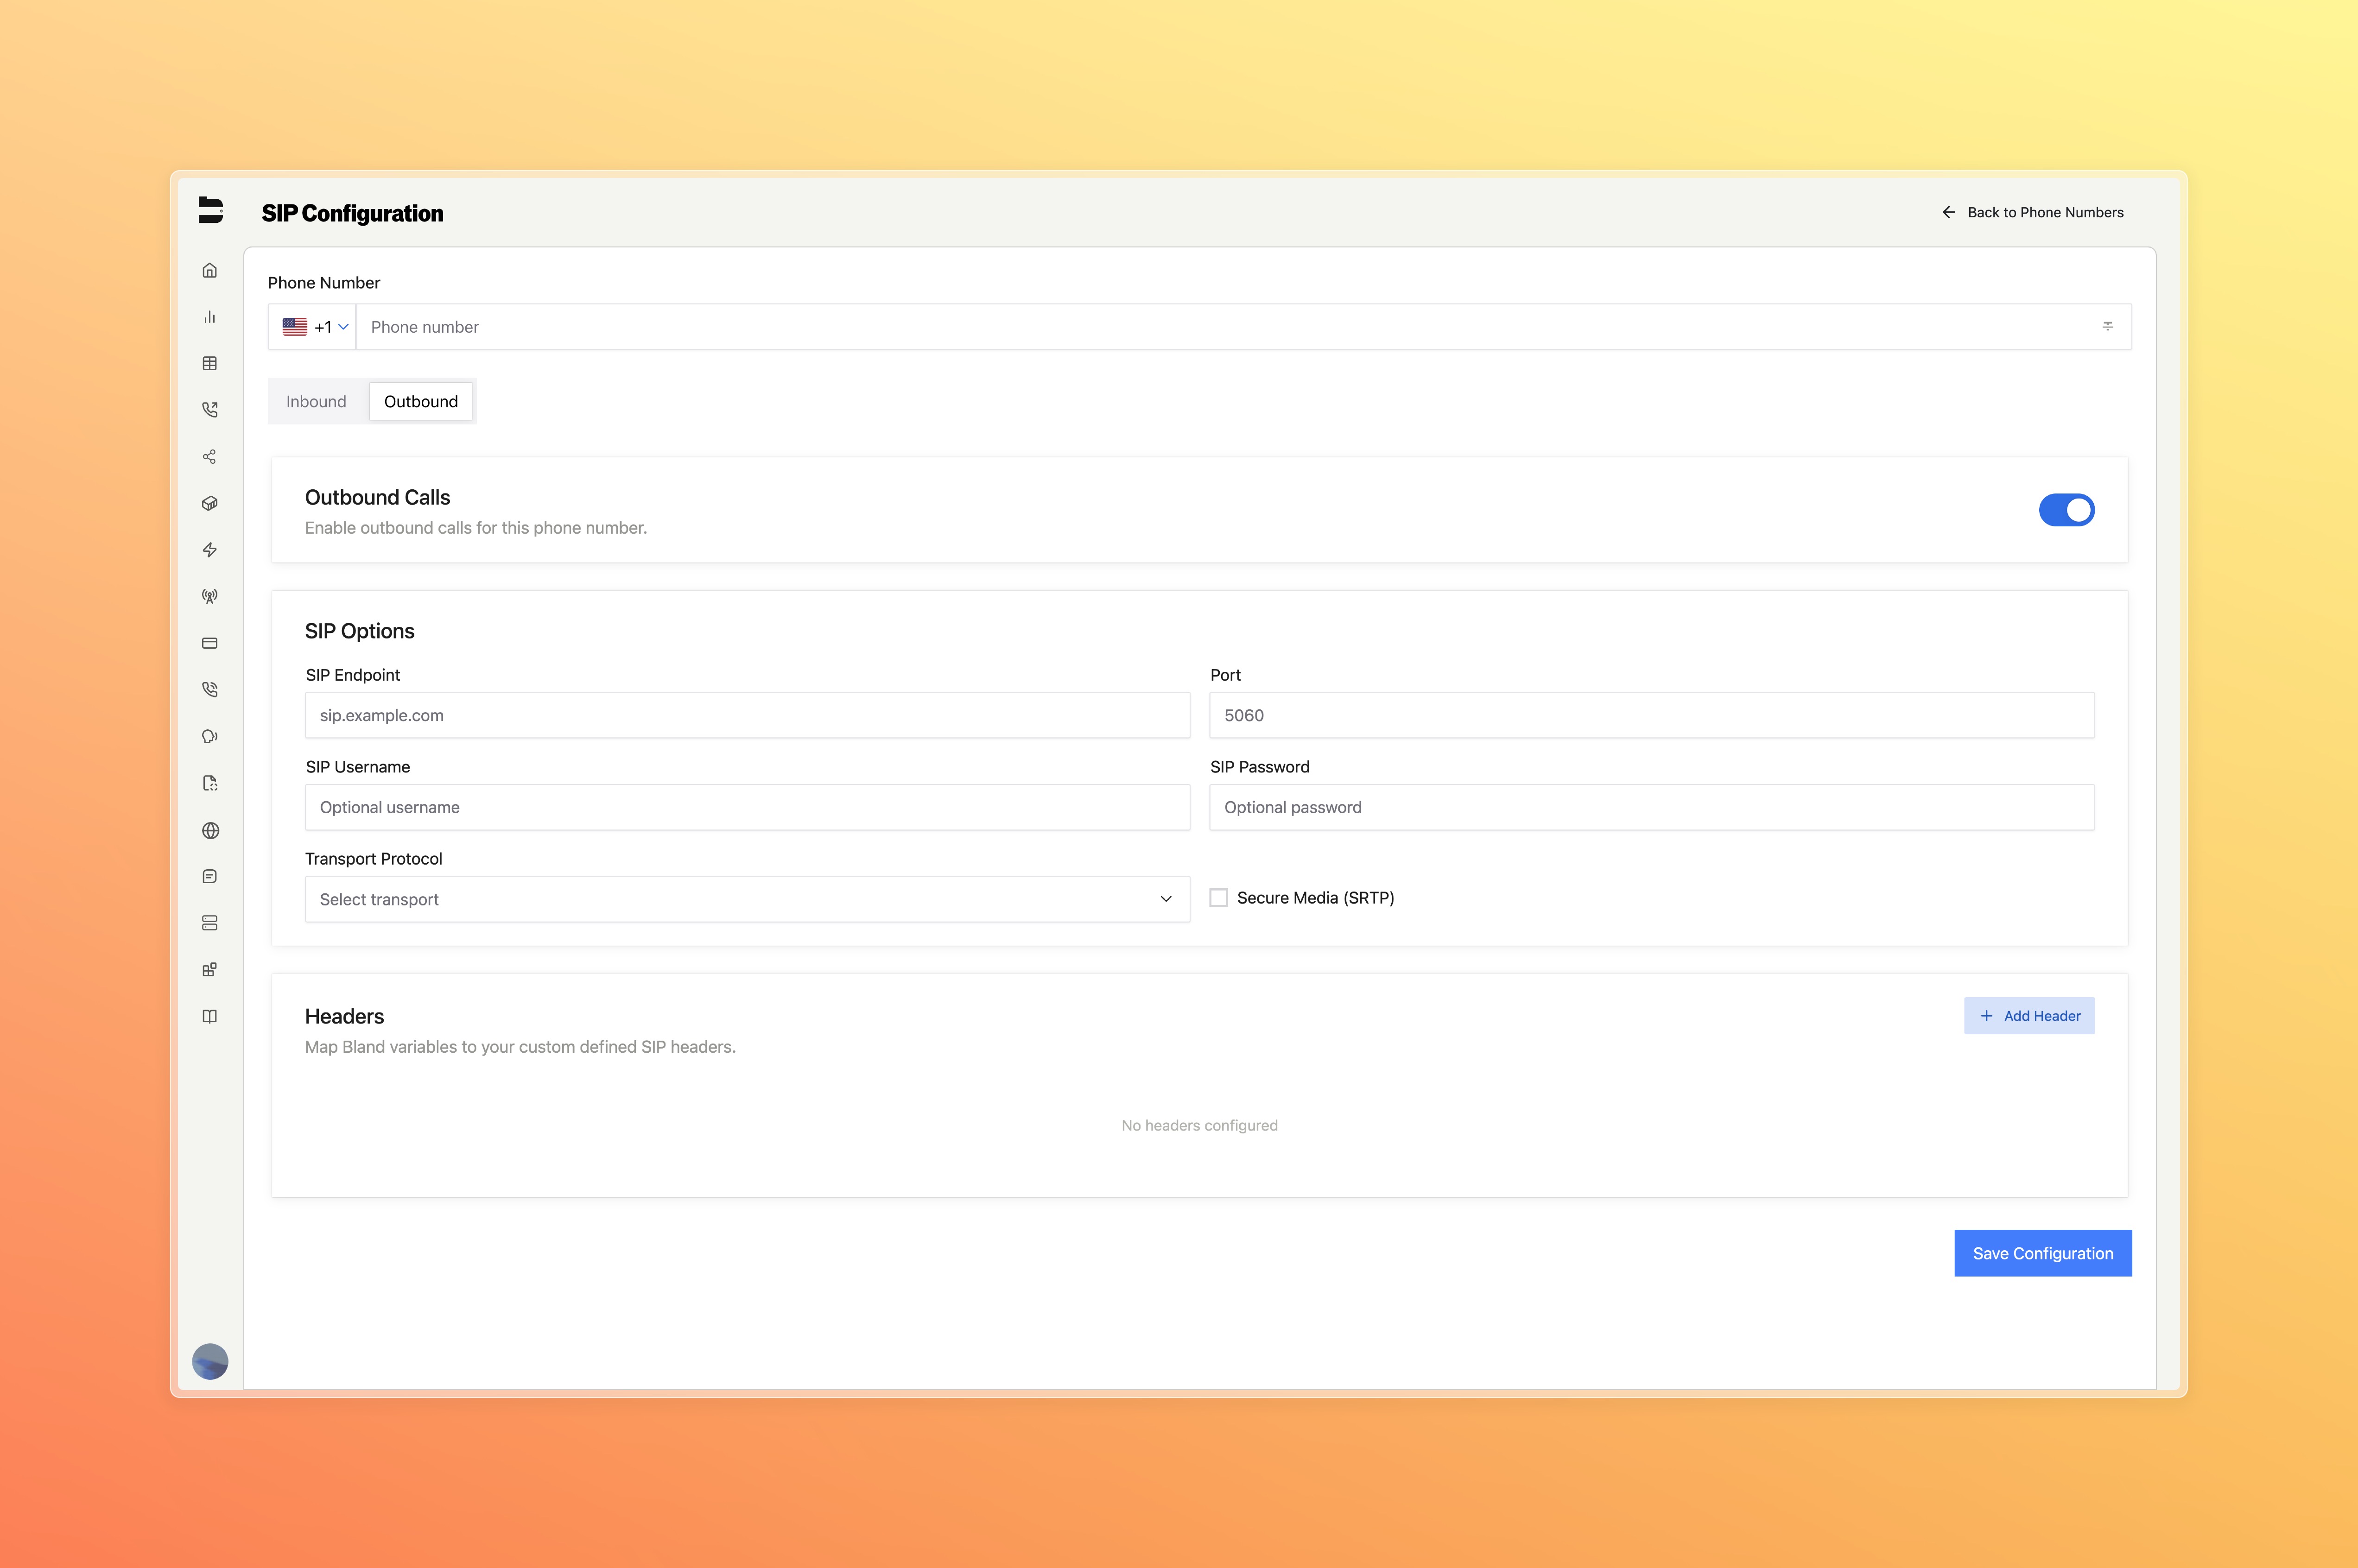 SIP Configuration
Back to Phone Numbers
Phone Number
+1
Phone number
Inbound
Outbound
Outbound Calls
Enable outbound calls for this phone number.
SIP Options
SIP Endpoint
Port
sip.example.com
5060
SIP Username
SIP Password
Optional username
Optional password
Transport Protocol
Select transport
Secure Media (SRTP)
Headers
Add Header
Map Bland variables to your custom defined SIP headers.
No headers configured
Save Configuration